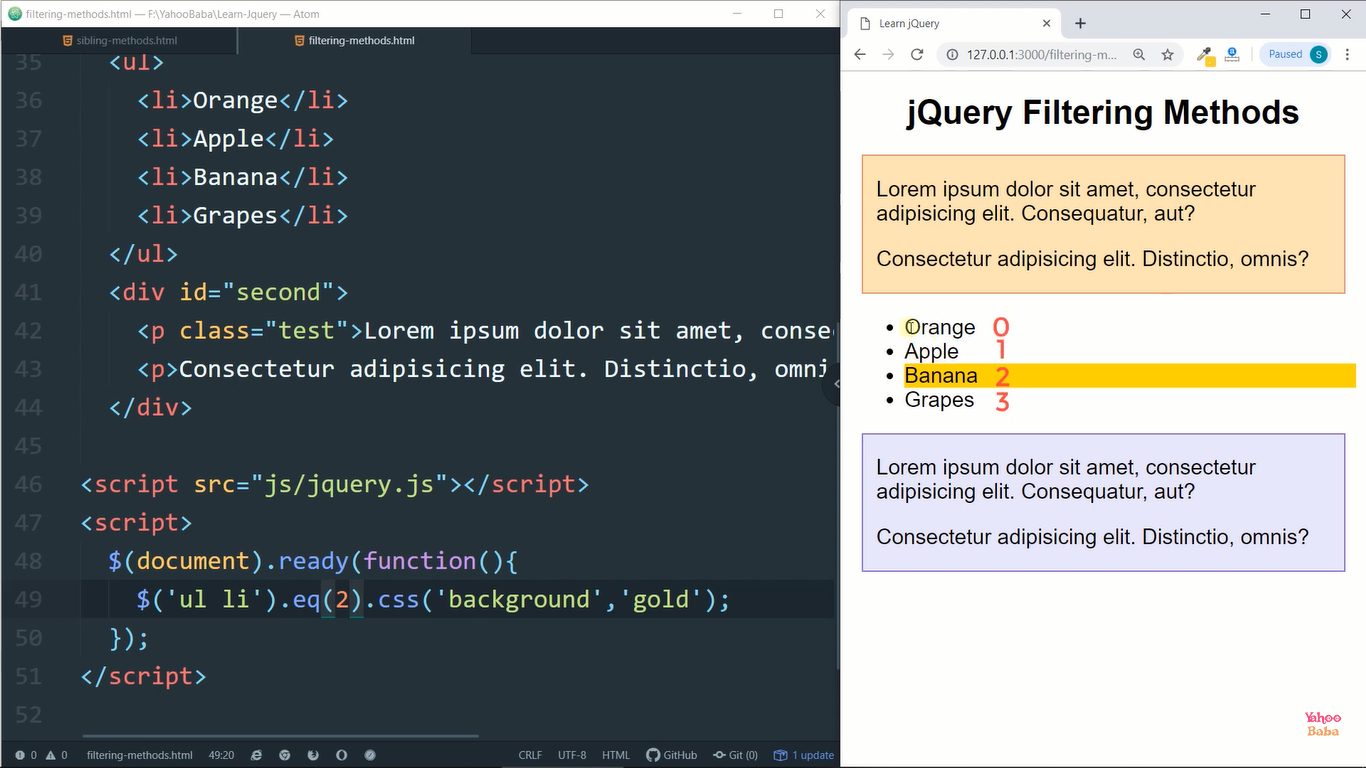 filtering-methods.html — F:\YahooBaba\Learn-Jquery — Atom
sibling-methods.html
filtering-methods.html
35 <ul>
36 <li>Orange</li>
37 <li>Apple</li>
38 <li>Banana</li>
39 <li>Grapes</li>
40 </ul>
41 <div id="second">
42 <p class="test">Lorem ipsum dolor sit amet, consec
43 <p>Consectetur adipisicing elit. Distinctio, omni
44 </div>
45
46 <script src="js/jquery.js"></script>
47 <script>
48 $(document).ready(function(){
49 $('ul li').eq(2).css('background','gold');
50 });
51 </script>
52
0 0 filtering-methods.html 49:20 CRLF UTF-8 HTML GitHub Git (0) 1 update
Learn jQuery
127.0.0.1:3000/filtering-m... Paused S
jQuery Filtering Methods
Lorem ipsum dolor sit amet, consectetur
adipisicing elit. Consequatur, aut?
Consectetur adipisicing elit. Distinctio, omnis?
Orange 0
Apple 1
Banana 2
Grapes 3
Lorem ipsum dolor sit amet, consectetur
adipisicing elit. Consequatur, aut?
Consectetur adipisicing elit. Distinctio, omnis?
Yahoo
Baba